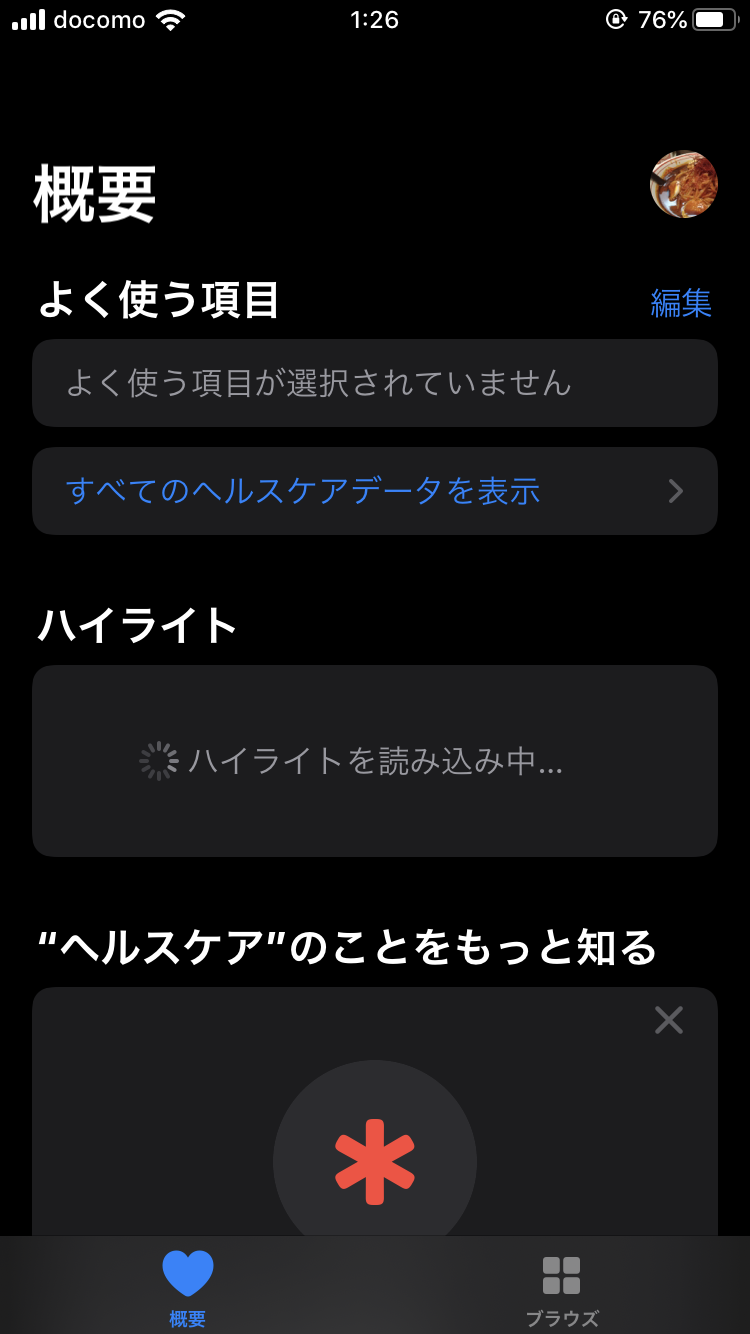 docomo 1:26 76%
概要
よく使う項目 編集
よく使う項目が選択されていません
すべてのヘルスケアデータを表示
ハイライト
ハイライトを読み込み中...
“ヘルスケア”のことをもっと知る
概要 ブラウズ